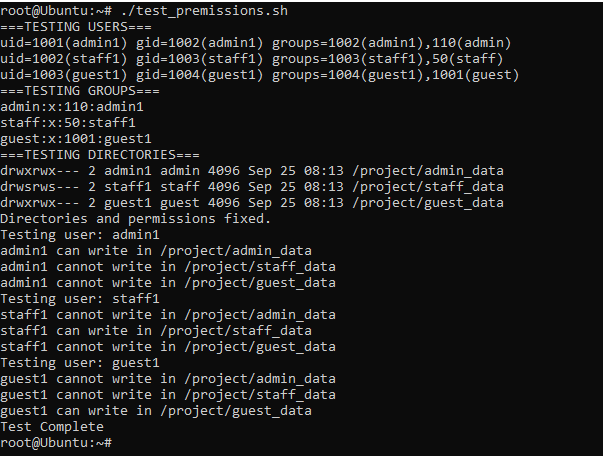 root@Ubuntu:~# ./test_premissions.sh
===TESTING USERS===
uid=1001(admin1) gid=1002(admin1) groups=1002(admin1),110(admin)
uid=1002(staff1) gid=1003(staff1) groups=1003(staff1),50(staff)
uid=1003(guest1) gid=1004(guest1) groups=1004(guest1),1001(guest)
===TESTING GROUPS===
admin:x:110:admin1
staff:x:50:staff1
guest:x:1001:guest1
===TESTING DIRECTORIES===
drwxrwx--- 2 admin1 admin 4096 Sep 25 08:13 /project/admin_data
drwsrws--- 2 staff1 staff 4096 Sep 25 08:13 /project/staff_data
drwxrwx--- 2 guest1 guest 4096 Sep 25 08:13 /project/guest_data
Directories and permissions fixed.
Testing user: admin1
admin1 can write in /project/admin_data
admin1 cannot write in /project/staff_data
admin1 cannot write in /project/guest_data
Testing user: staff1
staff1 cannot write in /project/admin_data
staff1 can write in /project/staff_data
staff1 cannot write in /project/guest_data
Testing user: guest1
guest1 cannot write in /project/admin_data
guest1 cannot write in /project/staff_data
guest1 can write in /project/guest_data
Test Complete
root@Ubuntu:~#